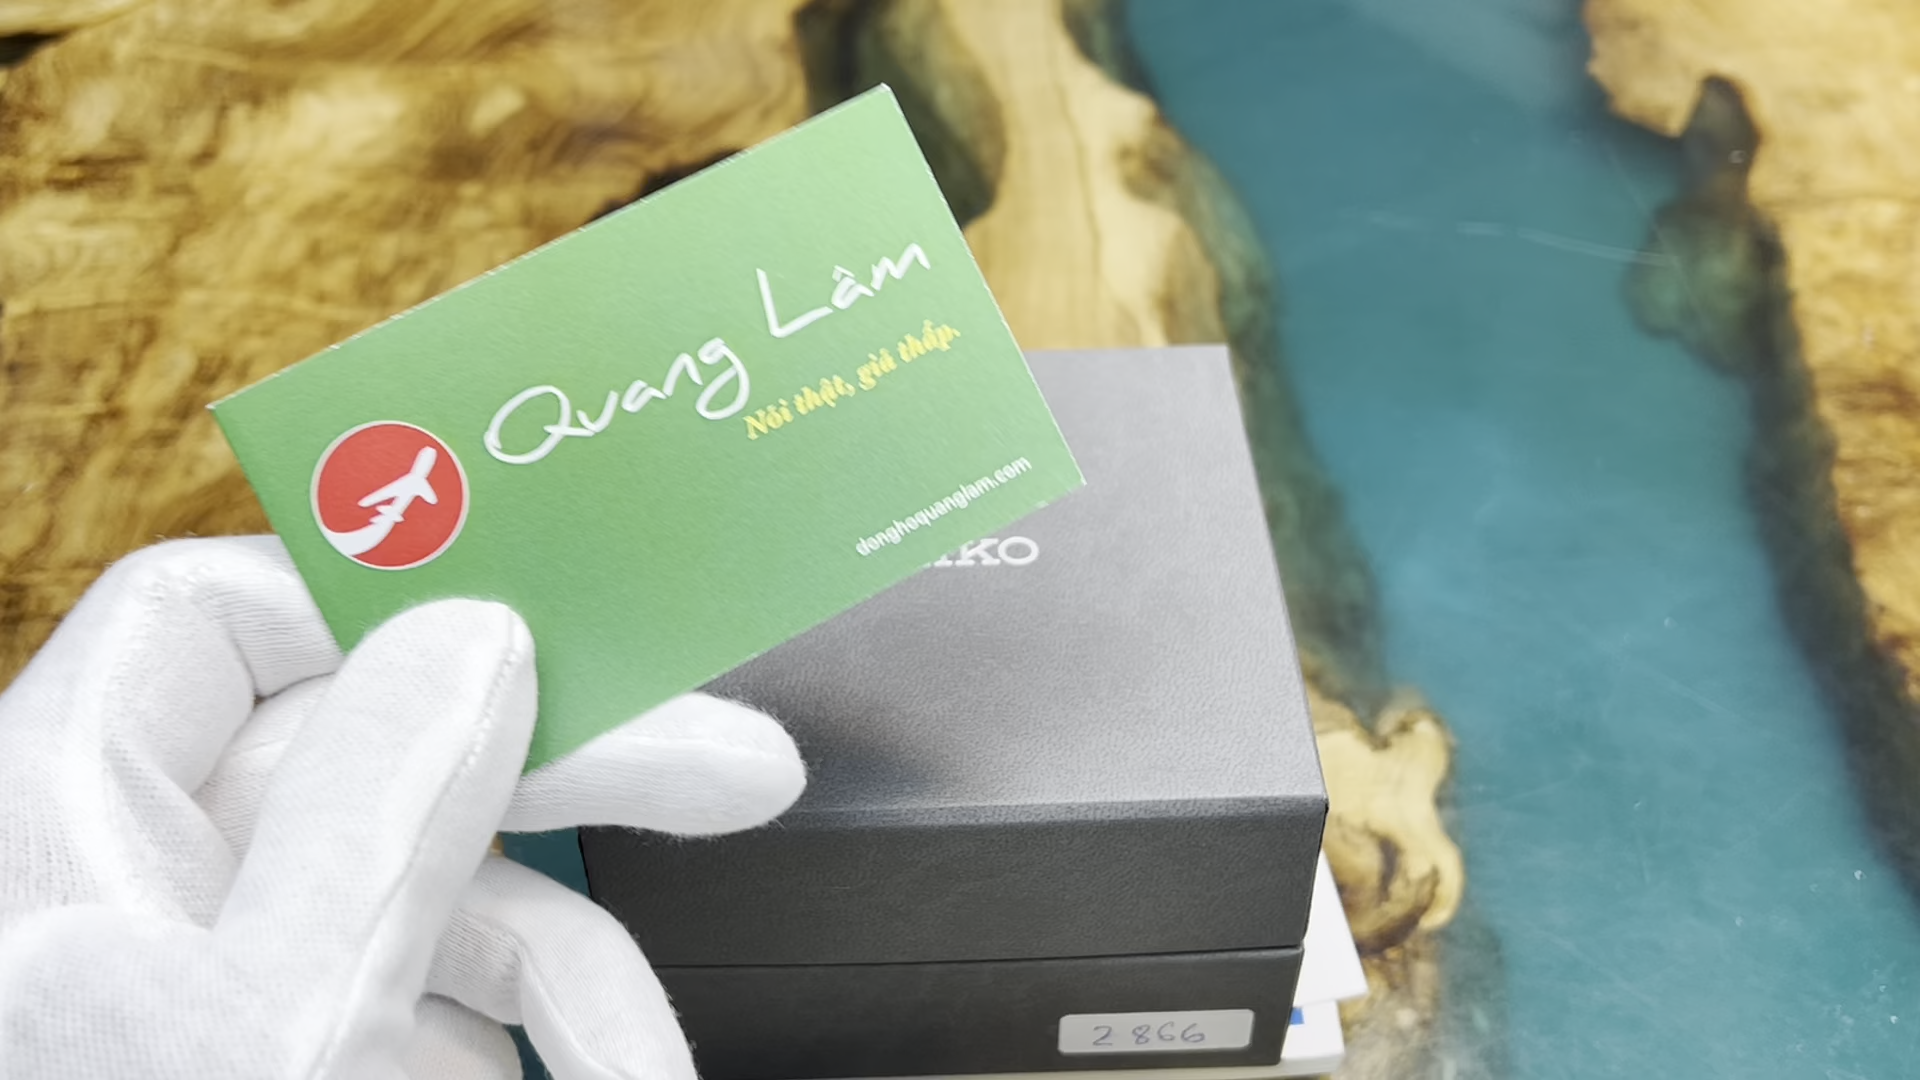 Quang Lâm
Nói thật, giá thấp.
donghoquanglam.com
IKO
2866